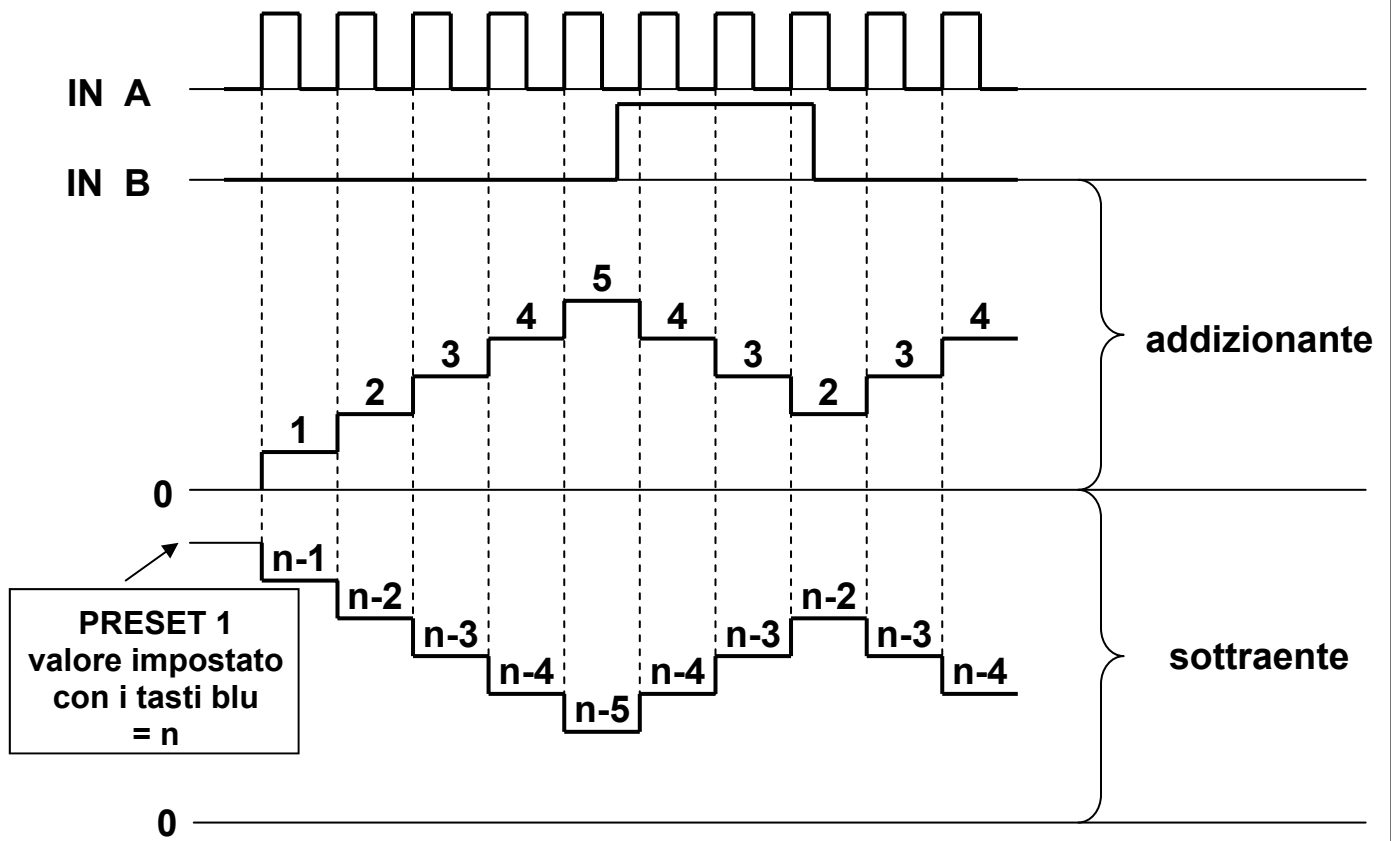 IN A
IN B
5
4 4 4
3 3 3
2 2
1
addizionante
0
n-1
n-2 n-2
n-3 n-3 n-3
n-4 n-4 n-4
n-5
PRESET 1
valore impostato
con i tasti blu
= n
sottraente
0